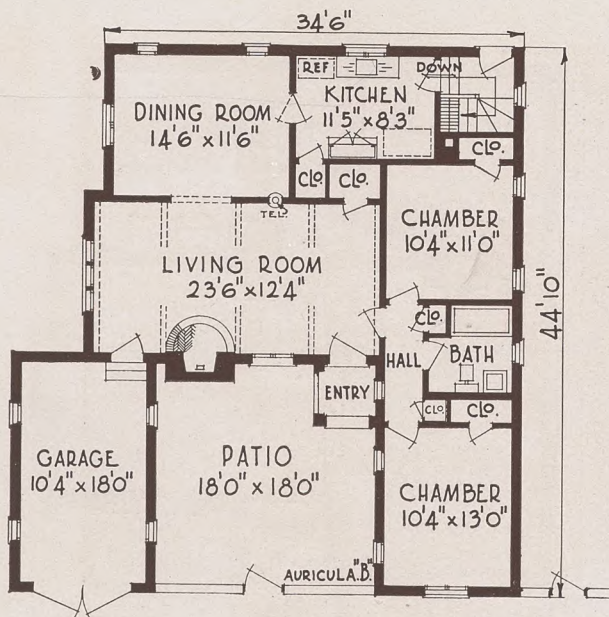 34'6"
REF
DOWN
KITCHEN
11'5" x 8'3"
DINING ROOM
14'6" x 11'6"
CLO.
CLO.
CLO.
TEL.
CHAMBER
10'4" x 11'0"
LIVING ROOM
23'6" x 12'4"
44'10"
CLO.
HALL
BATH
ENTRY
CLO.
CLO.
GARAGE
10'4" x 18'0"
PATIO
18'0" x 18'0"
CHAMBER
10'4" x 13'0"
AURICULA."B".